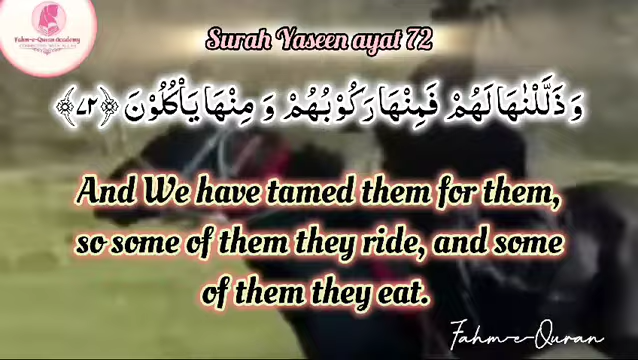 Fahm-e-Quran Academy
Surah Yaseen ayat 72
وَ ذَلَّلْنٰهَا لَهُمْ فَمِنْهَا رَكُوْبُهُمْ وَ مِنْهَا يَاْكُلُوْنَ ﴿۷۲﴾
And We have tamed them for them,
so some of them they ride, and some
of them they eat.
Fahm-e-Quran